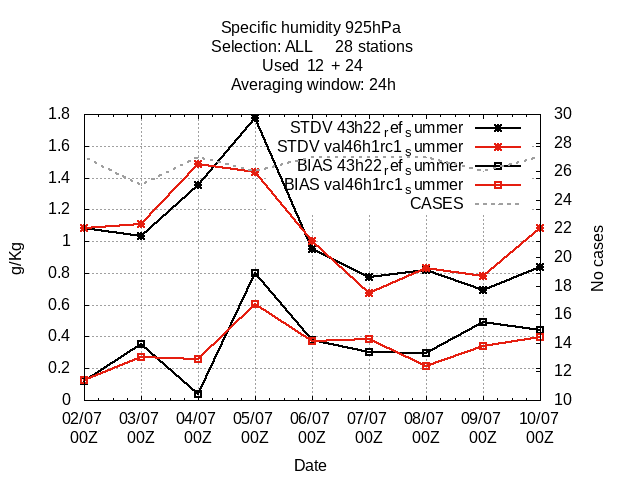 Specific humidity 925hPa
Selection: ALL 28 stations
Used 12 + 24
Averaging window: 24h
STDV 43h22_ref_summer
STDV val46h1rc1_summer
BIAS 43h22_ref_summer
BIAS val46h1rc1_summer
CASES
g/Kg
1.8
1.6
1.4
1.2
1
0.8
0.6
0.4
0.2
0
No cases
30
28
26
24
22
20
18
16
14
12
10
02/07 03/07 04/07 05/07 06/07 07/07 08/07 09/07 10/07
00Z 00Z 00Z 00Z 00Z 00Z 00Z 00Z 00Z
Date